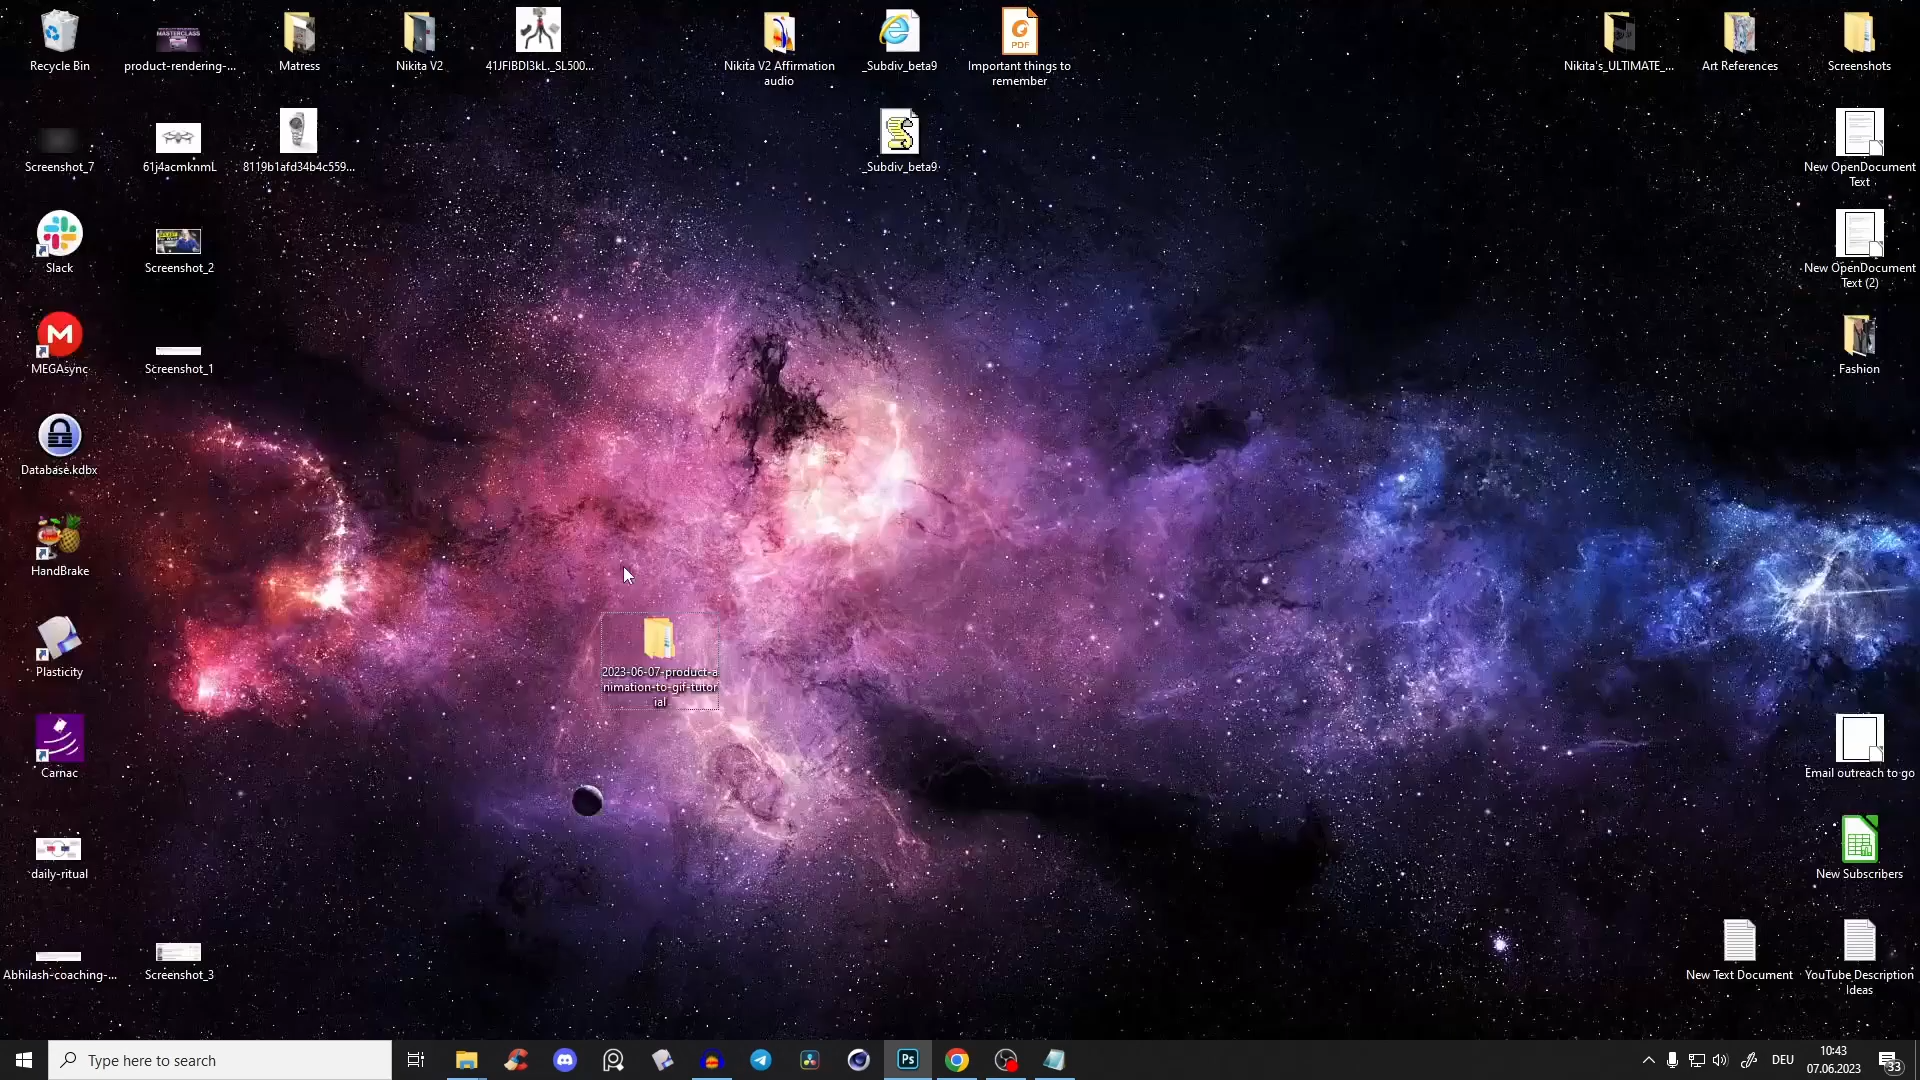 Recycle Bin
product-rendering-...
Matress
Nikita V2
41JFlBDI3kL._SL500...
Nikita V2 Affirmation
audio
_Subdiv_beta9
PDF
Important things to
remember
Nikita's_ULTIMATE_...
Art References
Screenshots
MASTERCLASS
Screenshot_7
61j4acmknmL
8119b1afd34b4c559...
_Subdiv_beta9
New OpenDocument
Text
Slack
Screenshot_2
New OpenDocument
Text (2)
MEGAsync
Screenshot_1
Fashion
Database.kdbx
HandBrake
Plasticity
2023-06-07-product-a
nimation-to-gif-tutor
ial
Carnac
Email outreach to go
daily-ritual
New Subscribers
Abhilash-coaching-...
Screenshot_3
New Text Document
YouTube Description
Ideas
Type here to search
Ps
DEU
10:43
07.06.2023
33